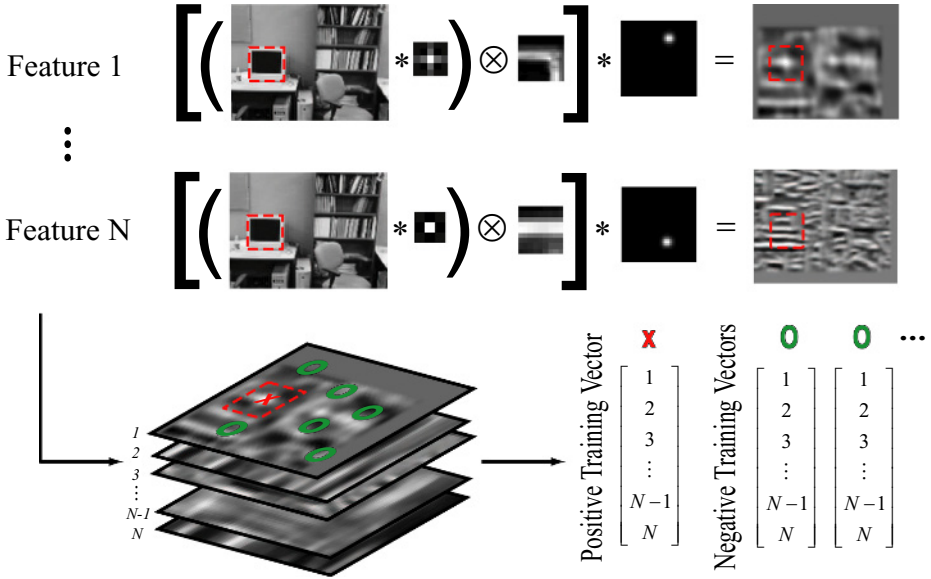 Feature 1
[ ( * ) ⊗ ] * =
⋮
Feature N
[ ( * ) ⊗ ] * =
X
1
2
3
...
N-1
N
Positive Training Vector
X
1
2
3
...
N−1
N
Negative Training Vectors
O O ...
1 1
2 2
3 3
... ...
N−1 N−1
N N